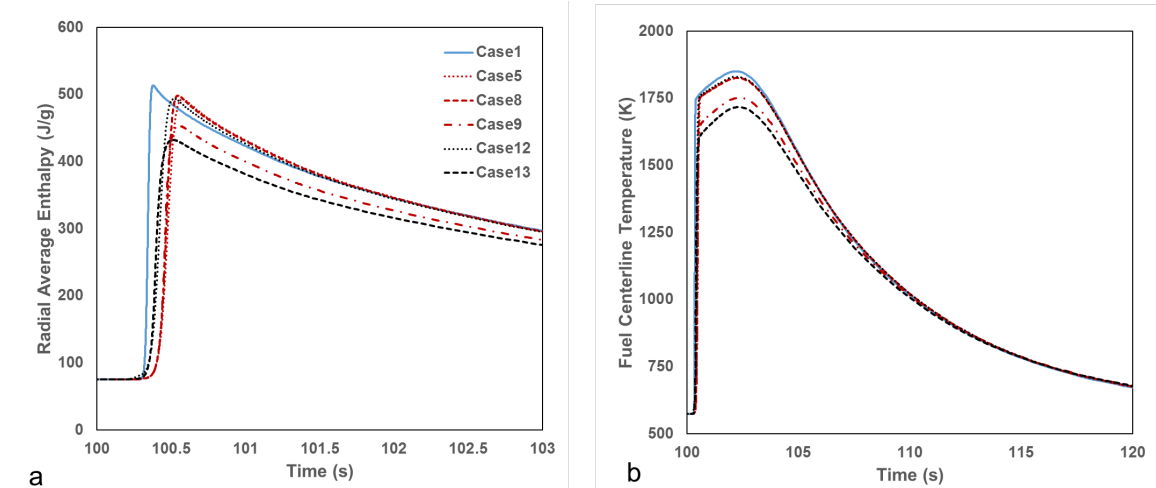 600
500
400
300
200
100
0
Radial Average Enthalpy (J/g)
Case1
Case5
Case8
Case9
Case12
Case13
100 100.5 101 101.5 102 102.5 103
Time (s)
a
2000
1750
1500
1250
1000
750
500
Fuel Centerline Temperature (K)
100 105 110 115 120
Time (s)
b